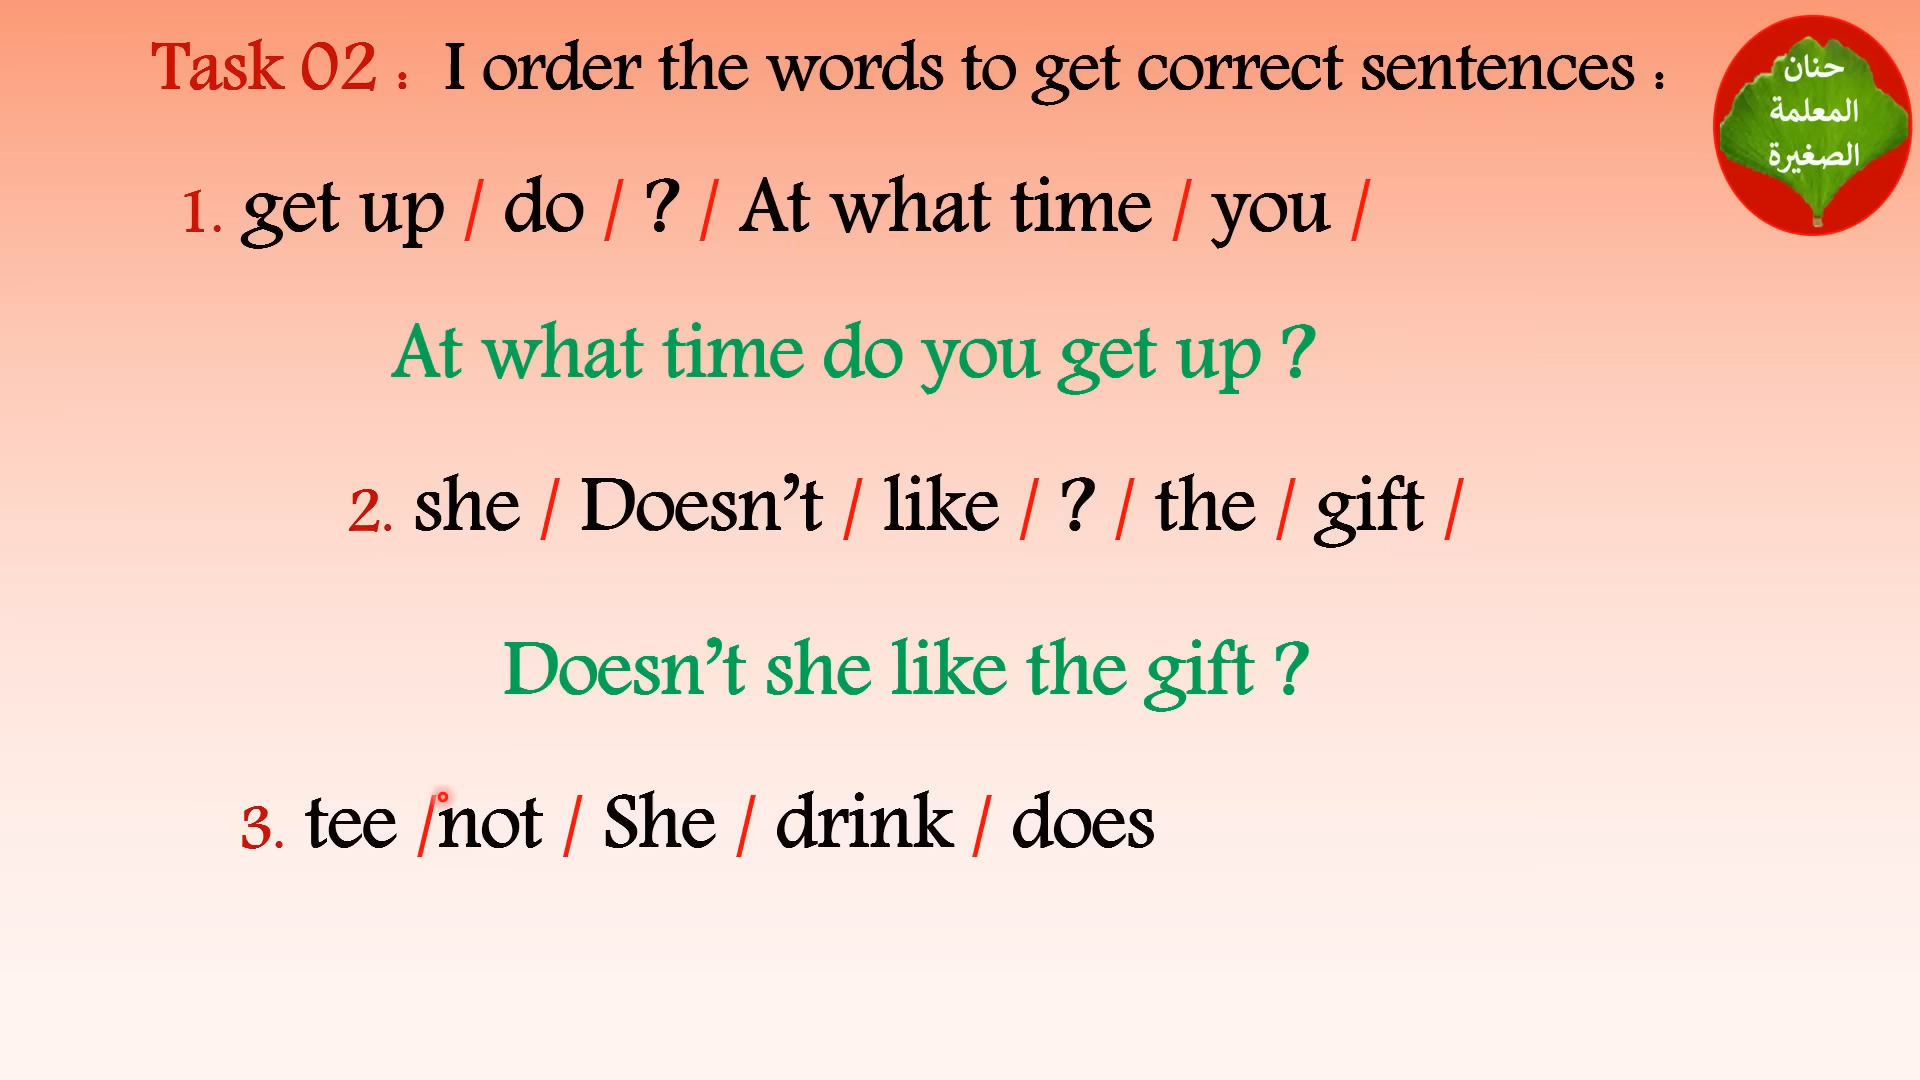 Task 02 : I order the words to get correct sentences :
حنان
المعلمة
الصغيرة
1. get up / do / ? / At what time / you /
At what time do you get up ?
2. she / Doesn’t / like / ? / the / gift /
Doesn’t she like the gift ?
3. tee /not / She / drink / does